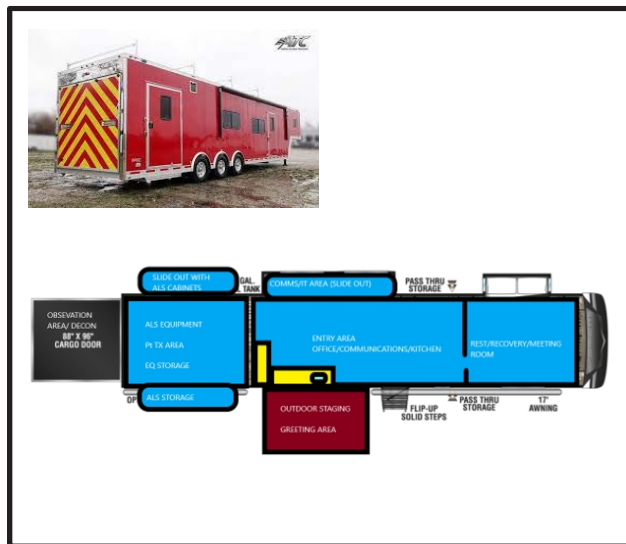 ATC
SLIDE OUT WITH
ALS CABINETS
GAL.
TANK
COMMS/IT AREA (SLIDE OUT)
PASS THRU
STORAGE
OBSEVATION
AREA/ DECON
88" X 96"
CARGO DOOR
ALS EQUIPMENT
Pt TX AREA
EQ STORAGE
ENTRY AREA
OFFICE/COMMUNICATIONS/KITCHEN
REST/RECOVERY/MEETING
ROOM
OP
ALS STORAGE
OUTDOOR STAGING
GREETING AREA
FLIP-UP
SOLID STEPS
PASS THRU
STORAGE
17'
AWNING